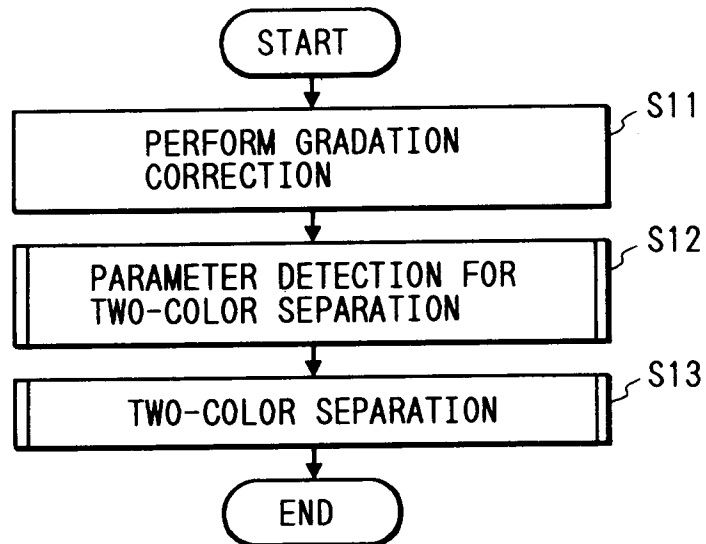 START
S11
PERFORM GRADATION
CORRECTION
S12
PARAMETER DETECTION FOR
TWO-COLOR SEPARATION
S13
TWO-COLOR SEPARATION
END